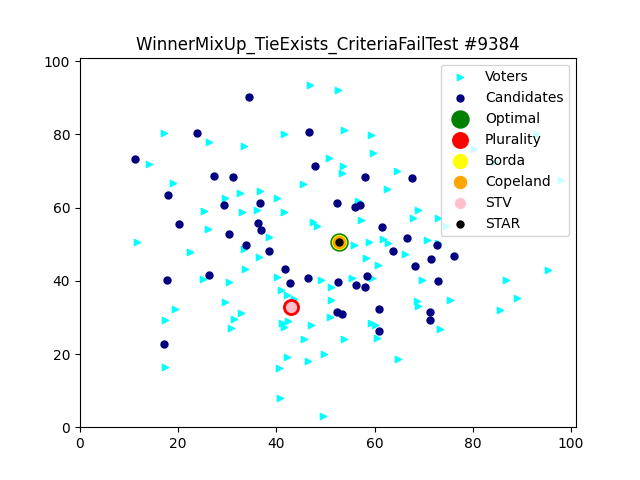 WinnerMixUp_TieExists_CriteriaFailTest #9384
100
80
60
40
20
0
0 20 40 60 80 100
Voters
Candidates
Optimal
Plurality
Borda
Copeland
STV
STAR